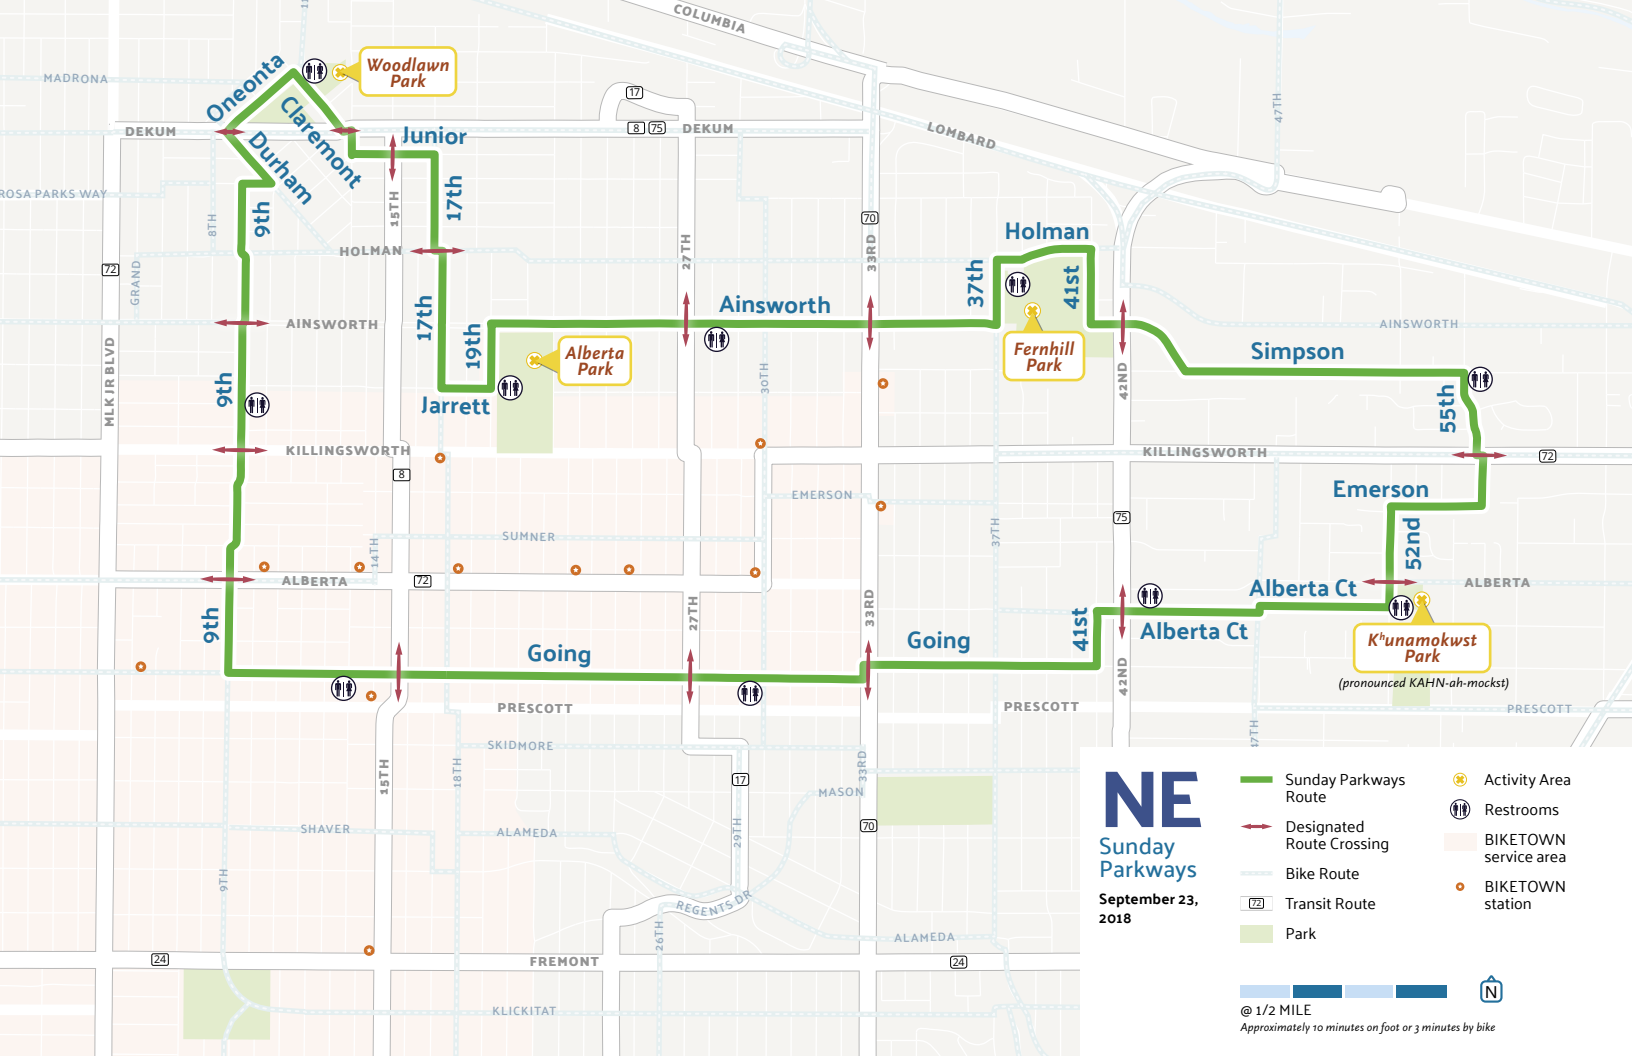 COLUMBIA
11
Woodlawn
Park
MADRONA
Oneonta
17
47TH
Claremont
DEKUM
Junior
8
75
DEKUM
LOMBARD
Durham
ROSA PARKS WAY
17th
15TH
9th
8TH
70
HOLMAN
27TH
33RD
Holman
37th
41st
72
GRAND
AINSWORTH
17th
19th
Ainsworth
AINSWORTH
Alberta
Park
Fernhill
Park
Simpson
MLK JR BLVD
9th
30TH
42ND
55th
Jarrett
KILLINGSWORTH
KILLINGSWORTH
72
8
EMERSON
Emerson
75
SUMNER
14TH
37TH
52nd
ALBERTA
72
Alberta Ct
ALBERTA
9th
27TH
33RD
41st
Alberta Ct
Going
Going
Kʰunamokwst
Park
(pronounced KAHN-ah-mockst)
42ND
PRESCOTT
PRESCOTT
PRESCOTT
47TH
SKIDMORE
15TH
18TH
17
33RD
MASON
SHAVER
ALAMEDA
29TH
70
9TH
REGENTS DR
26TH
ALAMEDA
24
FREMONT
24
KLICKITAT
NE
Sunday
Parkways
September 23,
2018
Sunday Parkways
Route
Designated
Route Crossing
Bike Route
72
Transit Route
Park
Activity Area
Restrooms
BIKETOWN
service area
BIKETOWN
station
N
@ 1/2 MILE
Approximately 10 minutes on foot or 3 minutes by bike